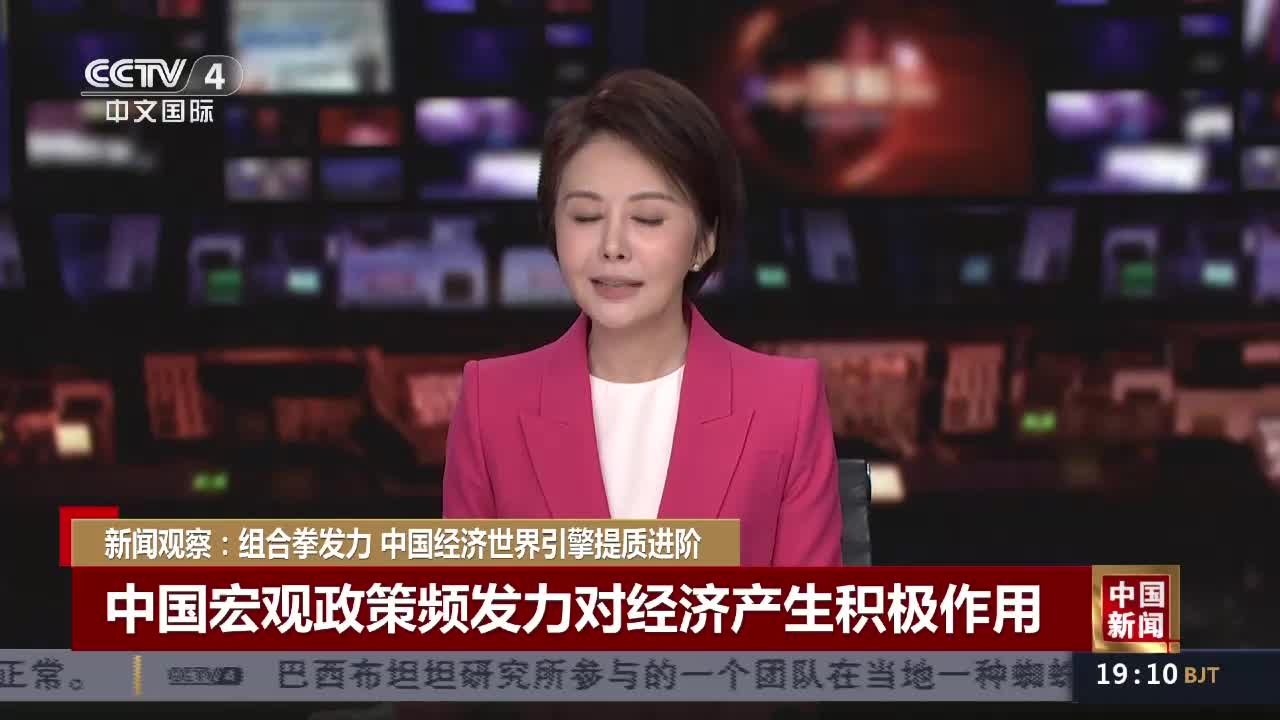 CCTV 4
中文国际
新闻观察：组合拳发力 中国经济世界引擎提质进阶
中国宏观政策频发力对经济产生积极作用
中国
新闻
正常。 CCTV 4 巴西布坦坦研究所参与的一个团队在当地一种
19:10 BJT